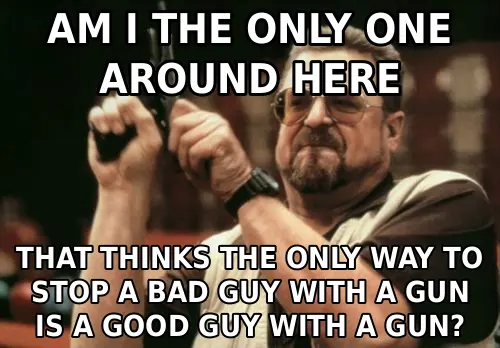 AM I THE ONLY ONE
AROUND HERE
THAT THINKS THE ONLY WAY TO
STOP A BAD GUY WITH A GUN
IS A GOOD GUY WITH A GUN?